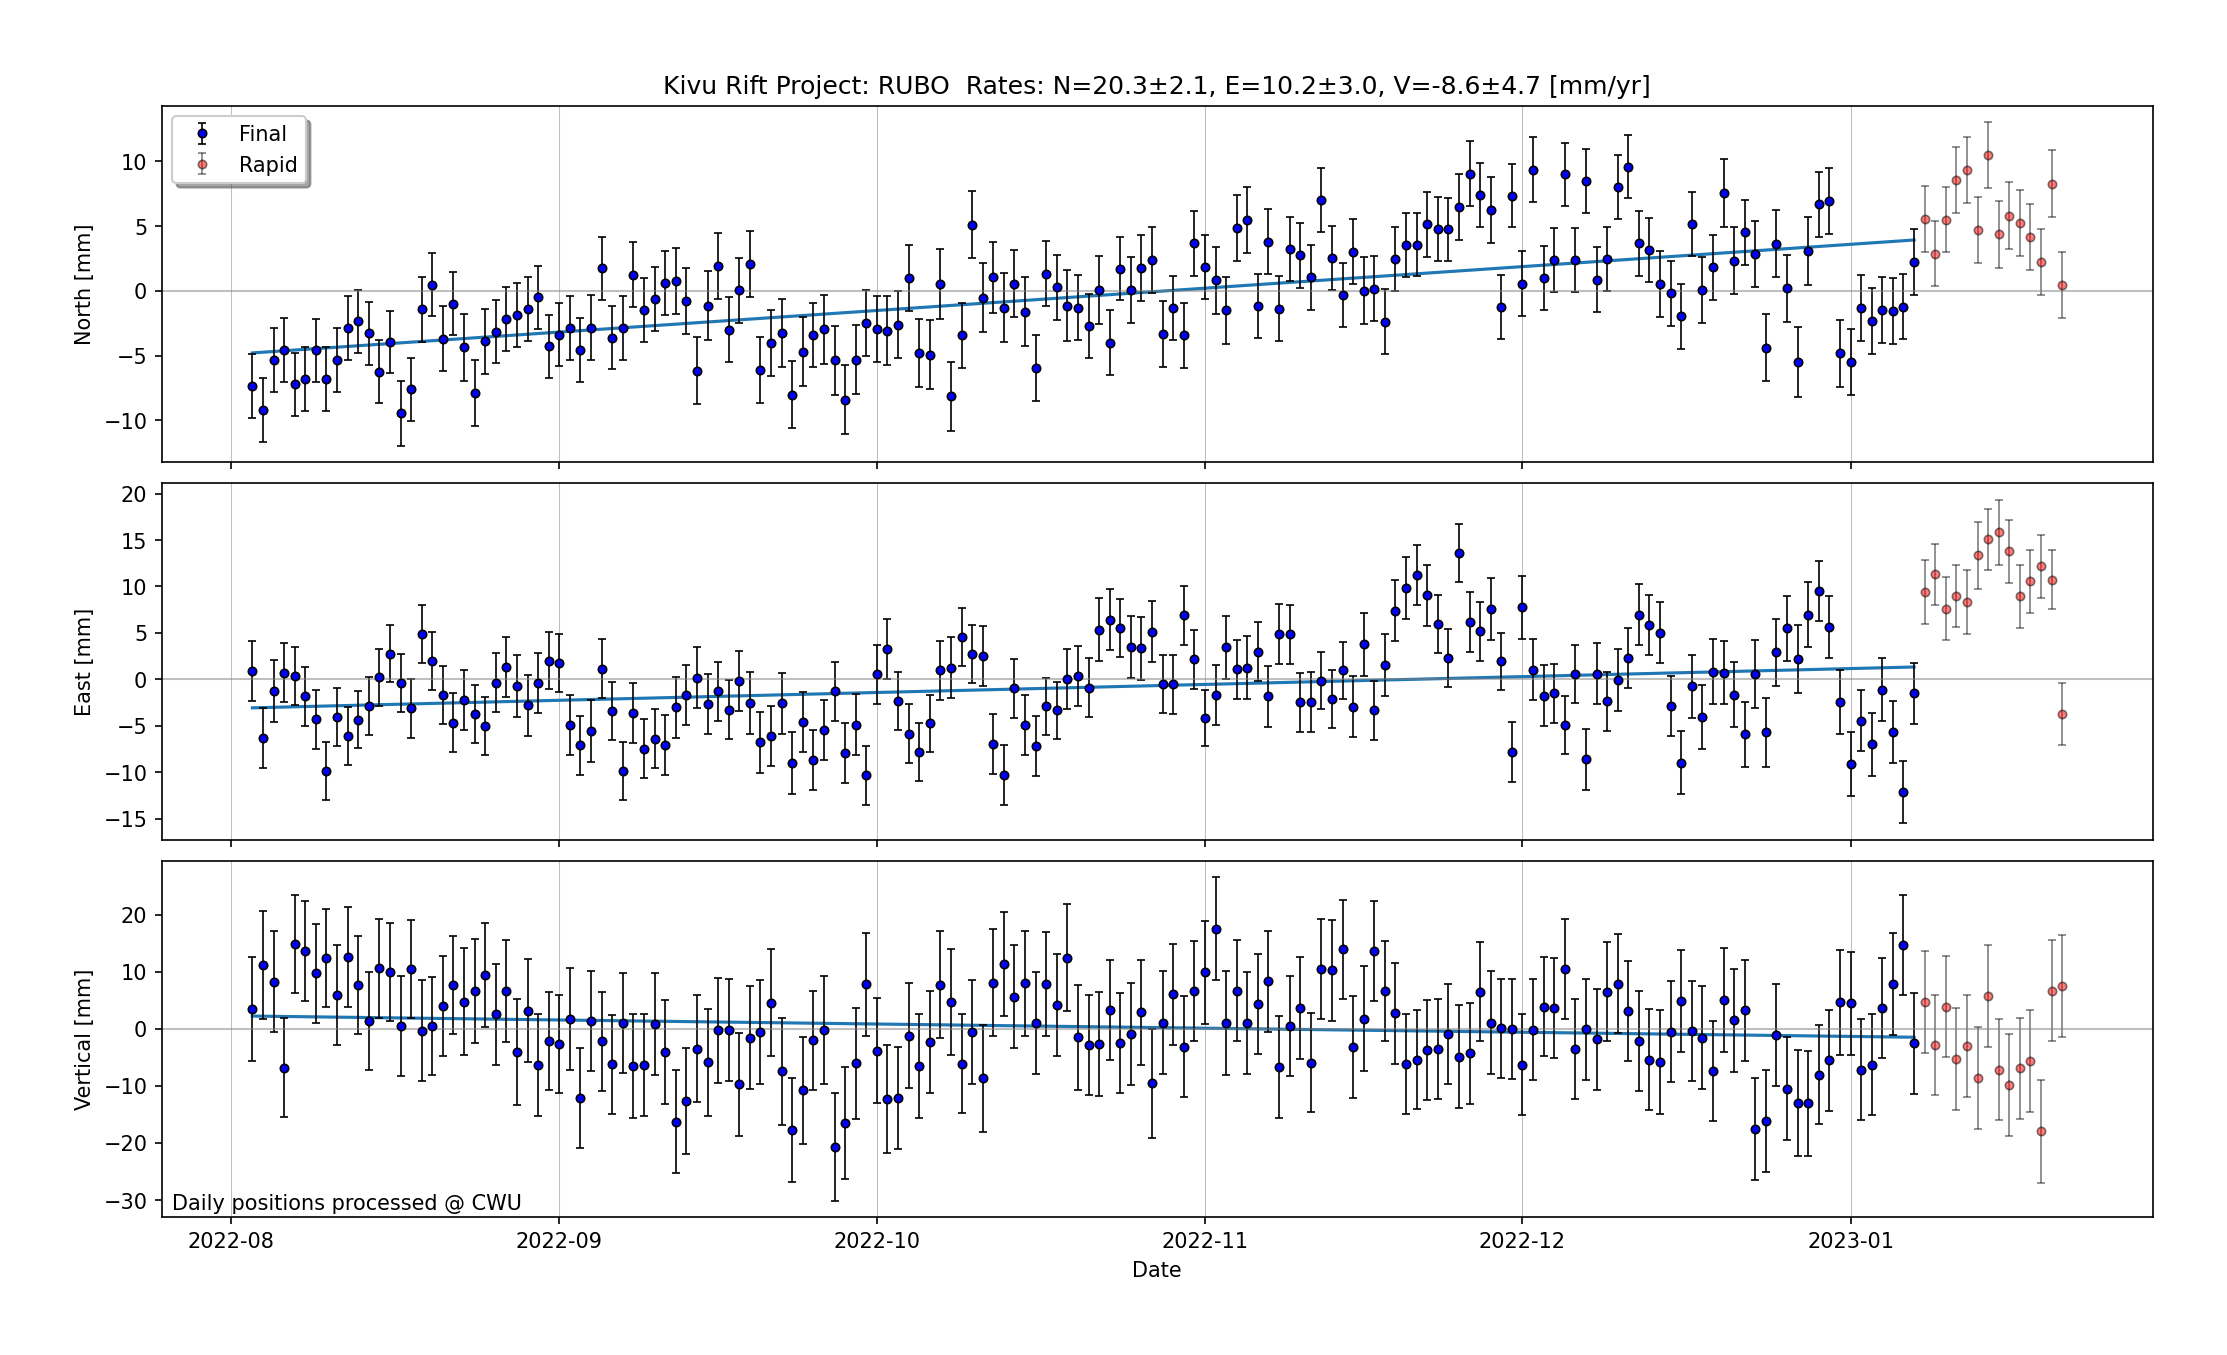 Kivu Rift Project: RUBO  Rates: N=20.3±2.1, E=10.2±3.0, V=-8.6±4.7 [mm/yr]
Final
Rapid
North [mm]
10
5
0
−5
−10
East [mm]
20
15
10
5
0
−5
−10
−15
Vertical [mm]
20
10
0
−10
−20
−30
Daily positions processed @ CWU
2022-08 2022-09 2022-10 2022-11 2022-12 2023-01
Date